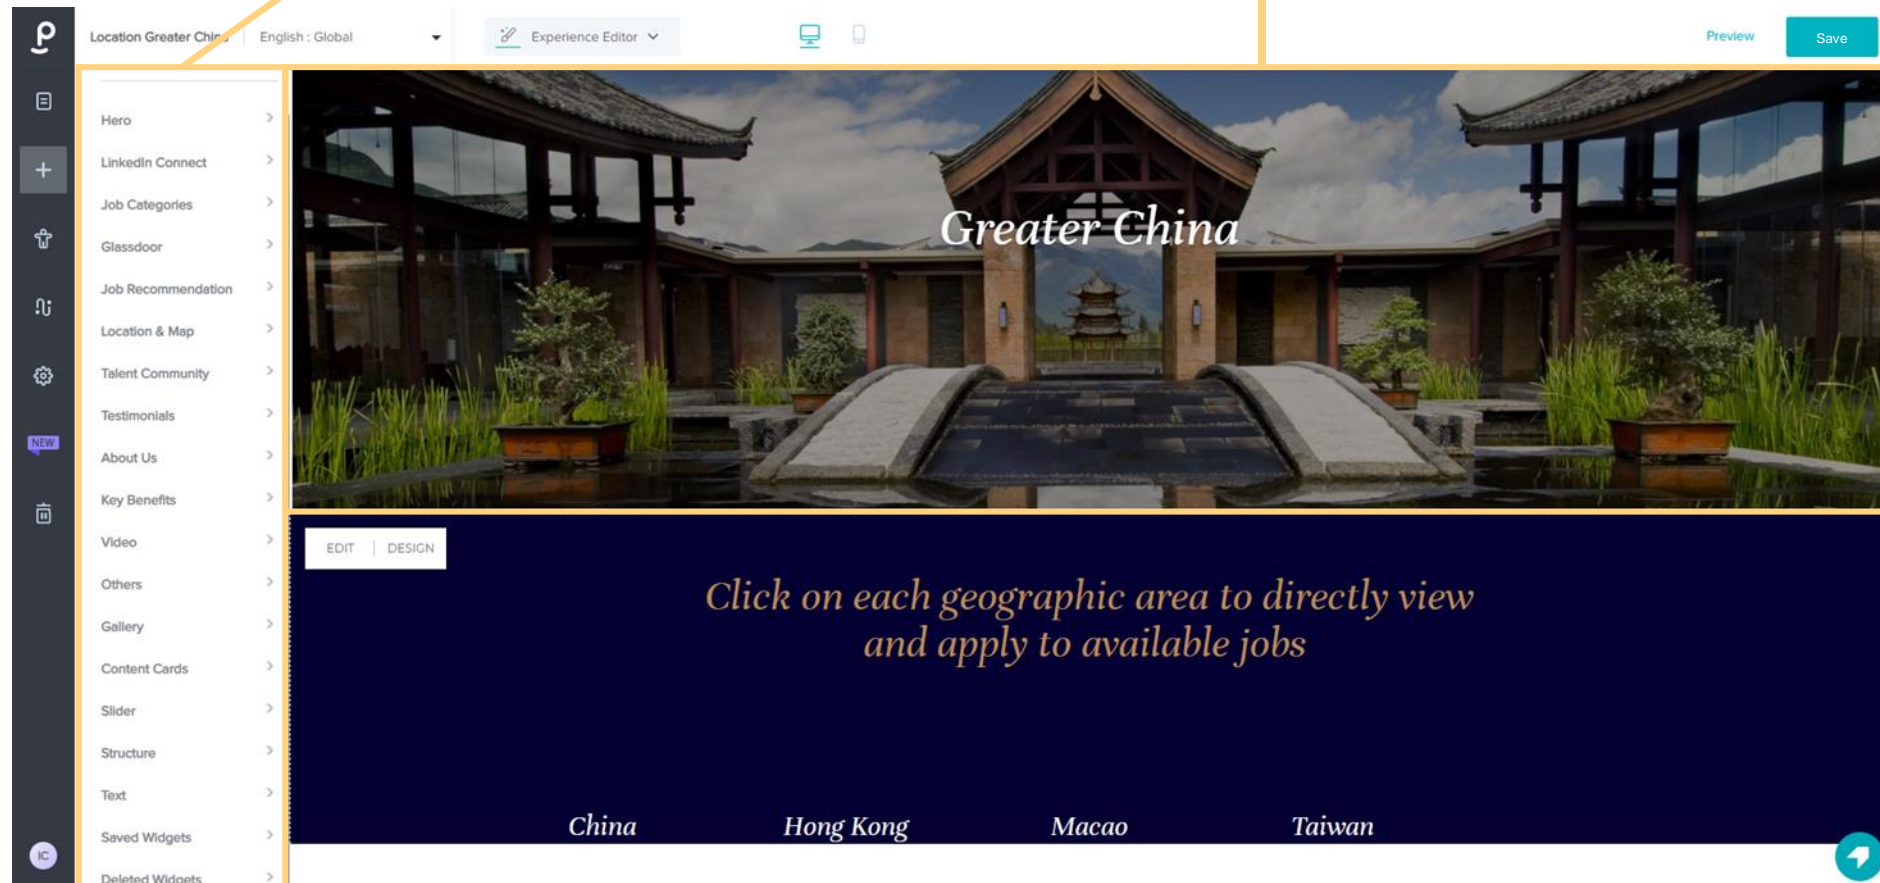 Location Greater China
English : Global
Experience Editor
Preview
Save
Hero
LinkedIn Connect
Job Categories
Glassdoor
Job Recommendation
Location & Map
Talent Community
Testimonials
About Us
Key Benefits
Video
Others
Gallery
Content Cards
Slider
Structure
Text
Saved Widgets
Deleted Widgets
NEW
IC
Greater China
EDIT | DESIGN
Click on each geographic area to directly view
and apply to available jobs
China
Hong Kong
Macao
Taiwan